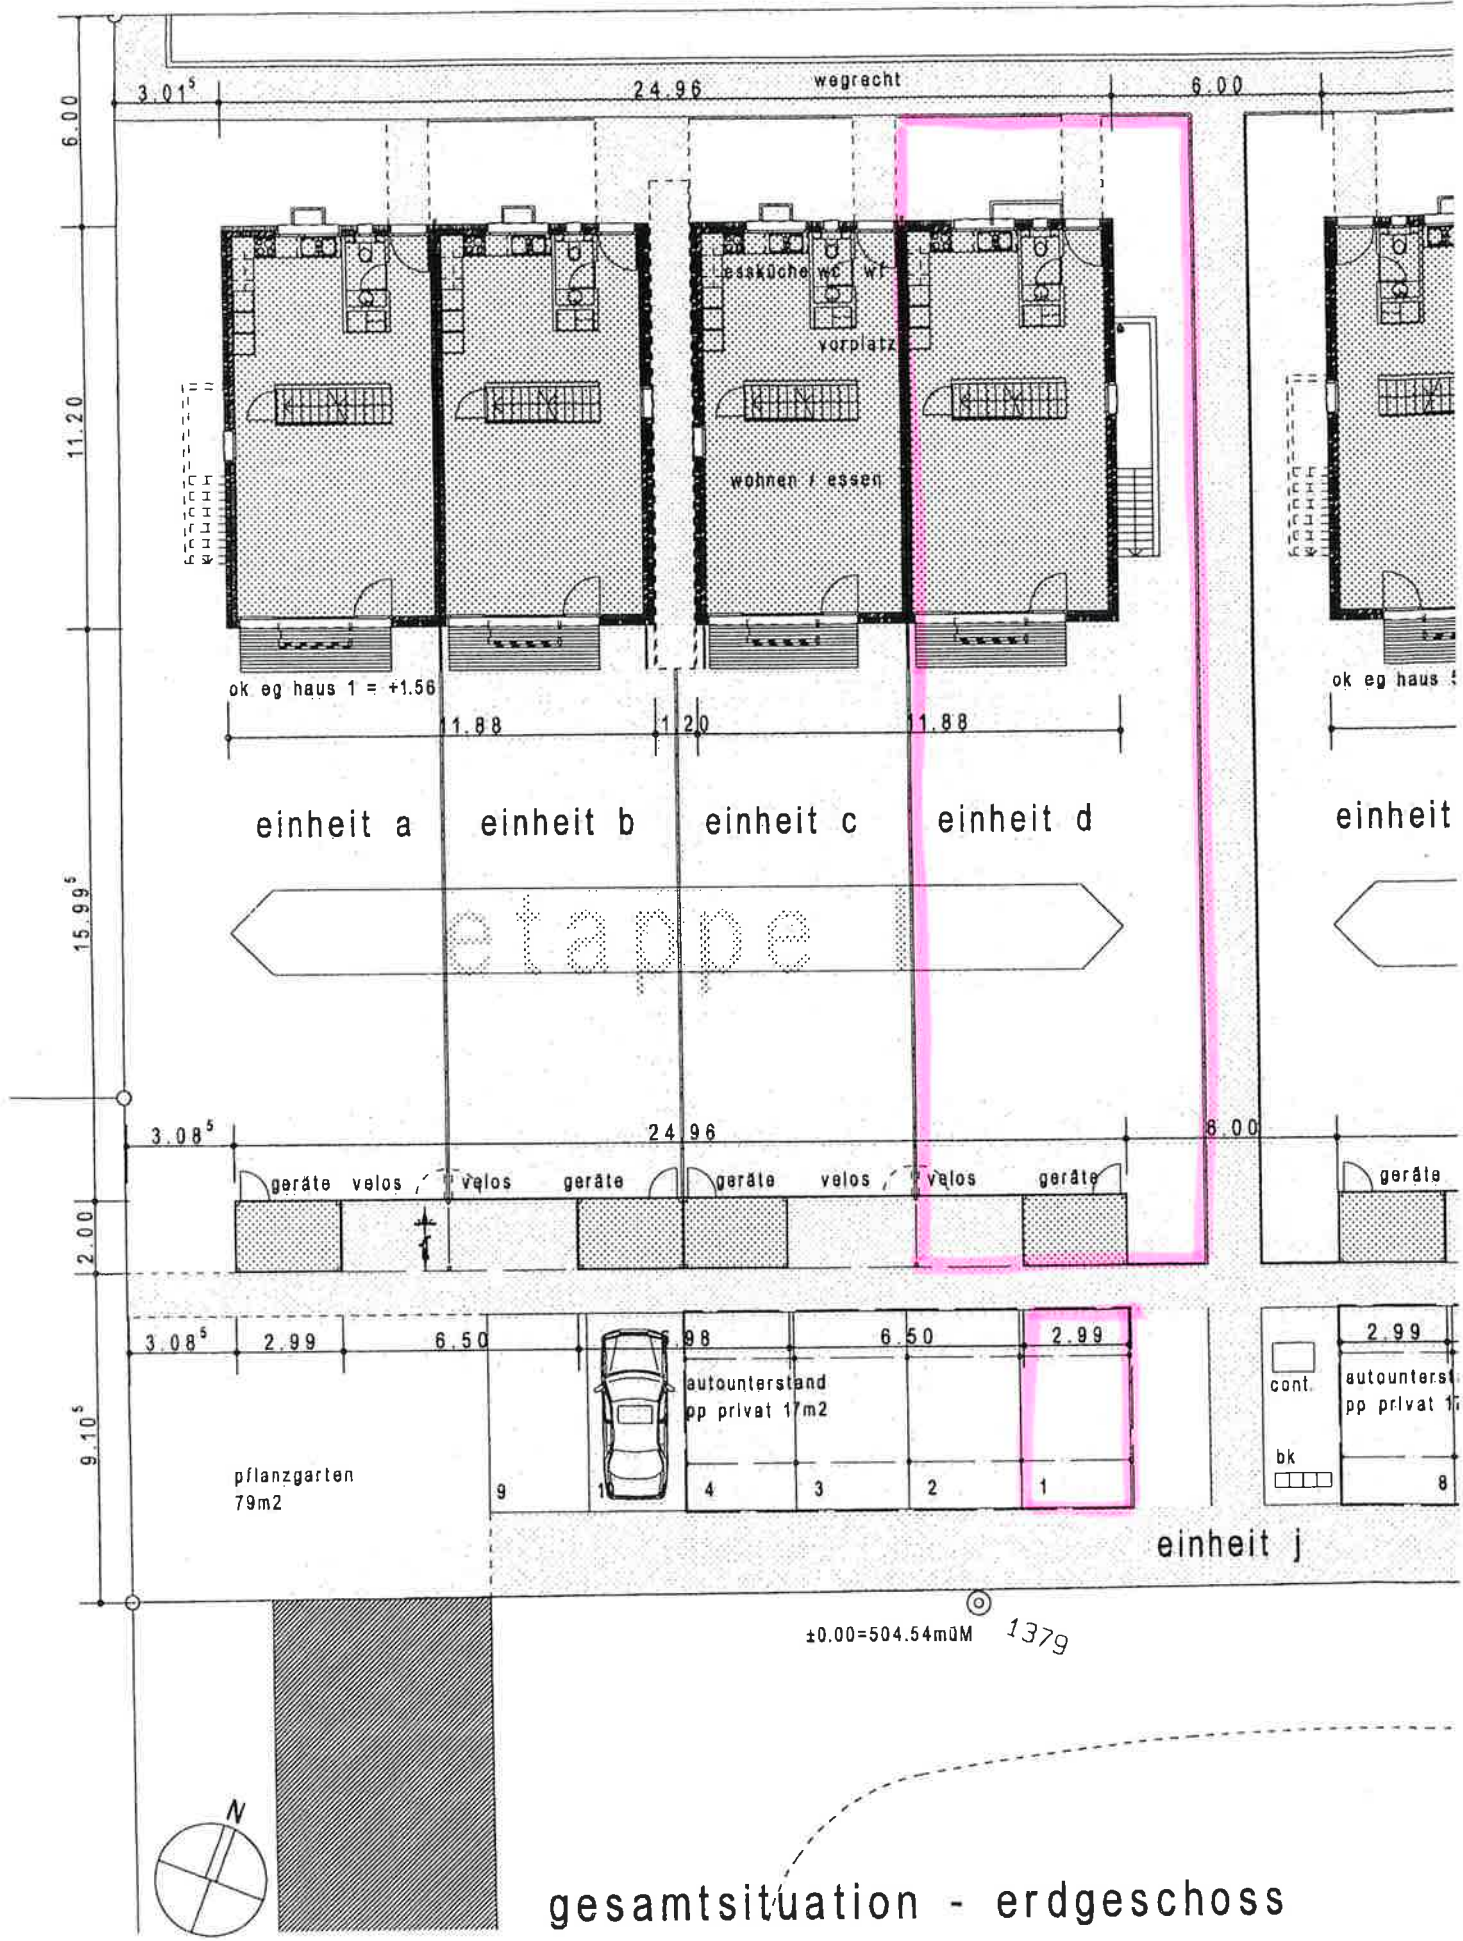 wegrecht
3.01⁵ 24.96 6.00
6.00
essküche wc wf
vorplatz
11.20
wohnen / essen
ok eg haus 1 = +1.56
ok eg haus
11.88 1.20 11.88
einheit a einheit b einheit c einheit d einheit
15.99⁵
etappe I
3.08⁵ 24.96 6.00
geräte velos velos geräte geräte velos velos geräte geräte
2.00
3.08⁵ 2.99 6.50 6.50 2.99 2.99
autounterstand
pp privat 17m2
cont.
pp privat
9.10⁵
bk
pflanzgarten
79m2
9 4 3 2 1 8
einheit j
±0.00=504.54müM 1379
N
gesamtsituation - erdgeschoss